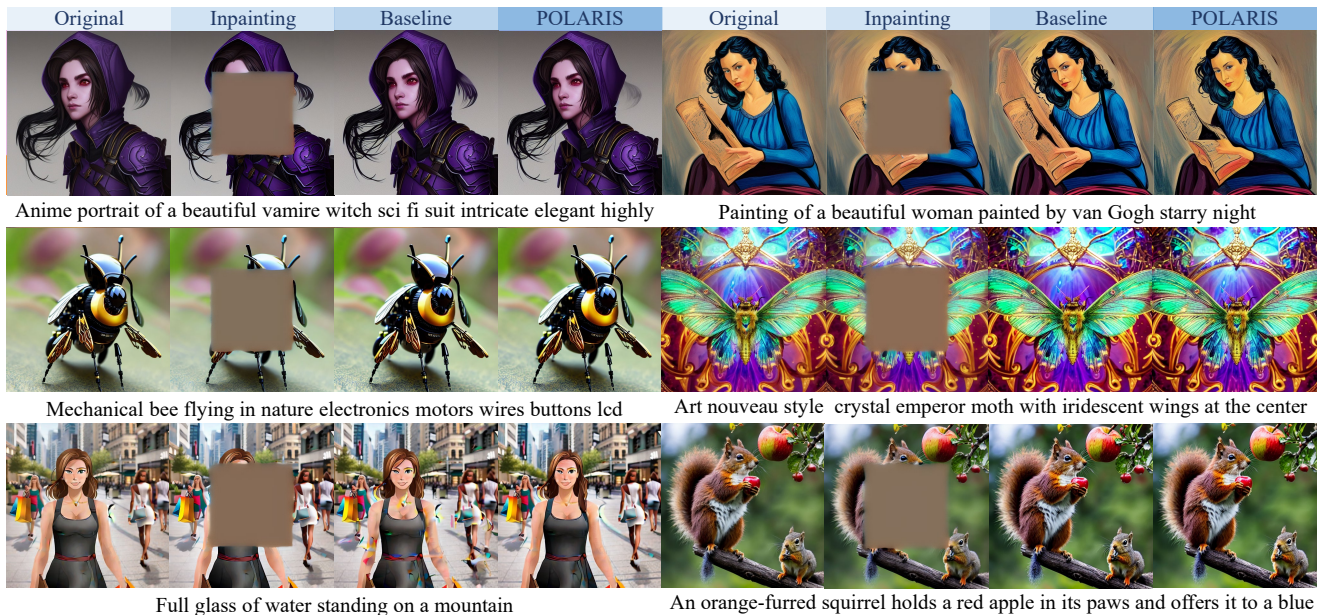 Original Inpainting Baseline POLARIS Original Inpainting Baseline POLARIS
Anime portrait of a beautiful vamire witch sci fi suit intricate elegant highly
Painting of a beautiful woman painted by van Gogh starry night
Mechanical bee flying in nature electronics motors wires buttons lcd
Art nouveau style crystal emperor moth with iridescent wings at the center
Full glass of water standing on a mountain
An orange-furred squirrel holds a red apple in its paws and offers it to a blue